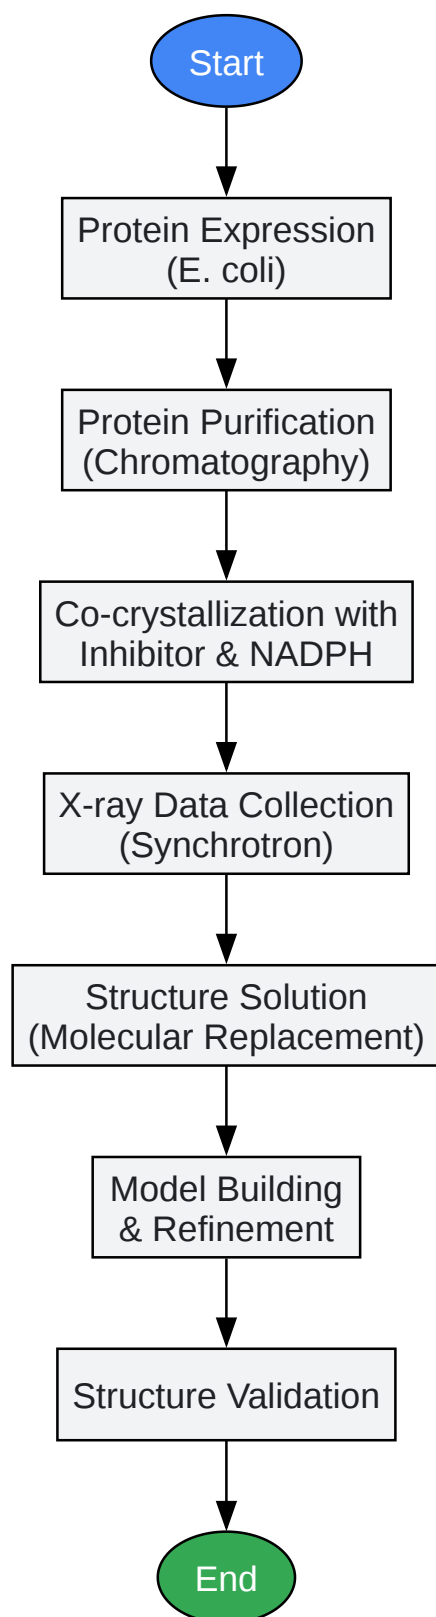 Start
Protein Expression
(E. coli)
Protein Purification
(Chromatography)
Co-crystallization with
Inhibitor & NADPH
X-ray Data Collection
(Synchrotron)
Structure Solution
(Molecular Replacement)
Model Building
& Refinement
Structure Validation
End